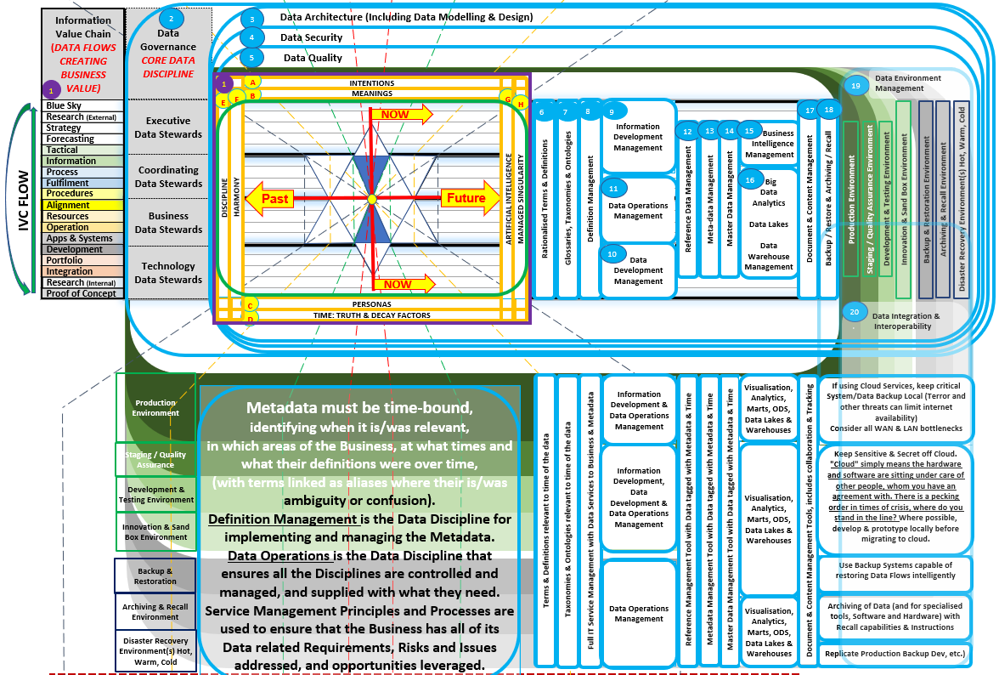 Information
Value Chain
(DATA FLOWS
CREATING
BUSINESS
VALUE)
1
IVC FLOW
Blue Sky
Research (External)
Strategy
Forecasting
Tactical
Information
Process
Fulfilment
Procedures
Alignment
Resources
Operation
Apps & Systems
Development
Portfolio
Integration
Research (Internal)
Proof of Concept
2
Data
Governance
CORE DATA
DISCIPLINE
Executive
Data Stewards
Coordinating
Data Stewards
Business
Data Stewards
Technology
Data Stewards
3
Data Architecture (Including Data Modelling & Design)
4
Data Security
5
Data Quality
1
A
B
E
F
G
H
C
D
INTENTIONS
MEANINGS
DISCIPLINE
HARMONY
NOW
Past
Future
NOW
ARTIFICIAL INTELLIGENCE
MANAGED SINGULARITY
PERSONAS
TIME: TRUTH & DECAY FACTORS
6
Rationalised Terms & Definitions
7
Glossaries, Taxonomies & Ontologies
8
Definition Management
9
Information
Development
Management
11
Data Operations
Management
10
Data
Development
Management
12
Reference Data Management
13
Meta-data Management
14
Master Data Management
15
Business
Intelligence
Management
16
Big
Data
Analytics
Data Lakes
Data
Warehouse
Management
17
Document & Content Management
18
Backup / Restore & Archiving / Recall
19
Data Environment
Management
Production Environment
Staging / Quality Assurance Environment
Development & Testing Environment
Innovation & Sand Box Environment
Backup & Restoration Environment
Archiving & Recall Environment
Disaster Recovery Environment(s) Hot, Warm, Cold
20
Data Integration &
Interoperability
Production
Environment
Staging / Quality
Assurance
Development &
Testing Environment
Innovation & Sand
Box Environment
Backup &
Restoration
Archiving & Recall
Environment
Disaster Recovery
Environment(s) Hot,
Warm, Cold
Metadata must be time-bound,
identifying when it is/was relevant,
in which areas of the Business, at what times and
what their definitions were over time,
(with terms linked as aliases where their is/was
ambiguity or confusion).
Definition Management is the Data Discipline for
implementing and managing the Metadata.
Data Operations is the Data Discipline that
ensures all the Disciplines are controlled and
managed, and supplied with what they need.
Service Management Principles and Processes are
used to ensure that the Business has all of its
Data related Requirements, Risks and Issues
addressed, and opportunities leveraged.
Terms & Definitions relevant to time of the data
Taxonomies & Ontologies relevant to time of the data
Full IT Service Management with Data Services to Business & Metadata
Information
Development
& Data Operations
Management
Information
Development,
Data
Development &
Data Operations
Management
Data Operations
Management
Reference Management Tool with Data tagged with Metadata & Time
Metadata Management Tool with Data tagged with Metadata & Time
Master Data Management Tool with Data tagged with Metadata & Time
Visualisation,
Analytics,
Marts, ODS,
Data Lakes &
Warehouses
Visualisation,
Analytics,
Marts, ODS,
Data Lakes &
Warehouses
Visualisation,
Analytics,
Marts, ODS,
Data Lakes &
Warehouses
Document & Content Management Tools, includes collaboration & Tracking
If using Cloud Services, keep critical
System/Data Backup Local (Terror and
other threats can limit internet
availability)
Consider all WAN & LAN bottlenecks
Keep Sensitive & Secret off Cloud.
"Cloud" simply means the hardware
and software are sitting under care of
other people, whom you have an
agreement with. There is a pecking
order in times of crisis, where do you
stand in the line? Where possible,
develop & prototype locally before
migrating to cloud.
Use Backup Systems capable of
restoring Data Flows intelligently
Archiving of Data (and for specialised
tools, Software and Hardware) with
Recall capabilities & Instructions
Replicate Production Backup Dev, etc.)